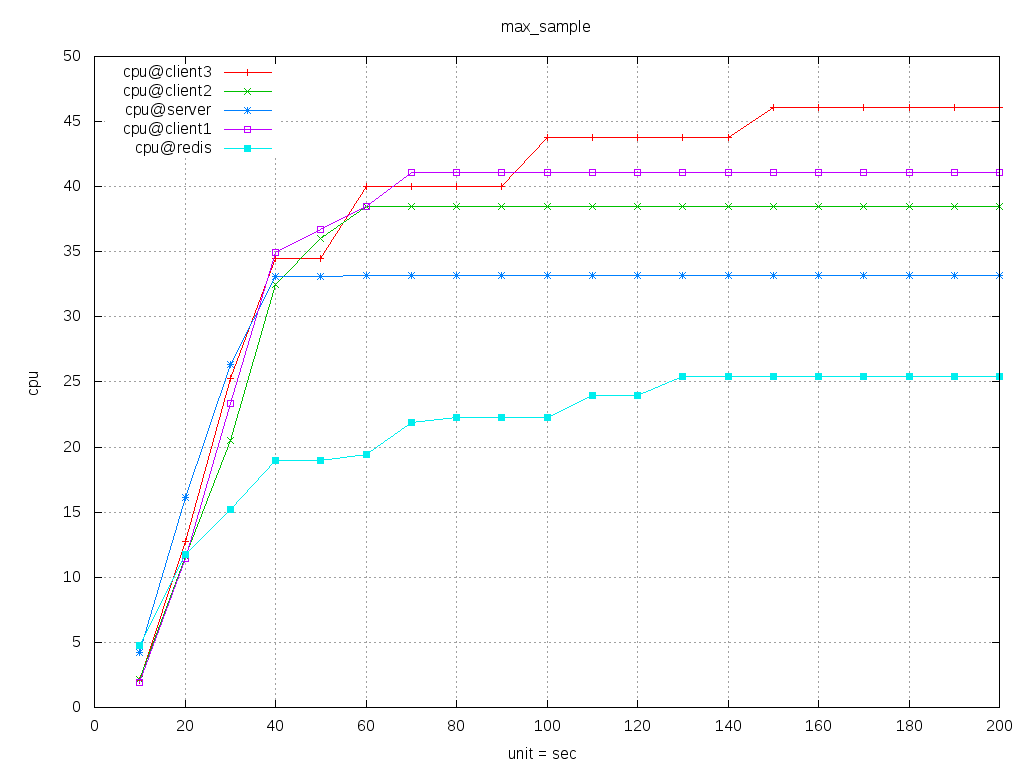 max_sample
50
45
40
35
30
25
20
15
10
5
0
cpu
cpu@client3
cpu@client2
cpu@server
cpu@client1
cpu@redis
0 20 40 60 80 100 120 140 160 180 200
unit = sec